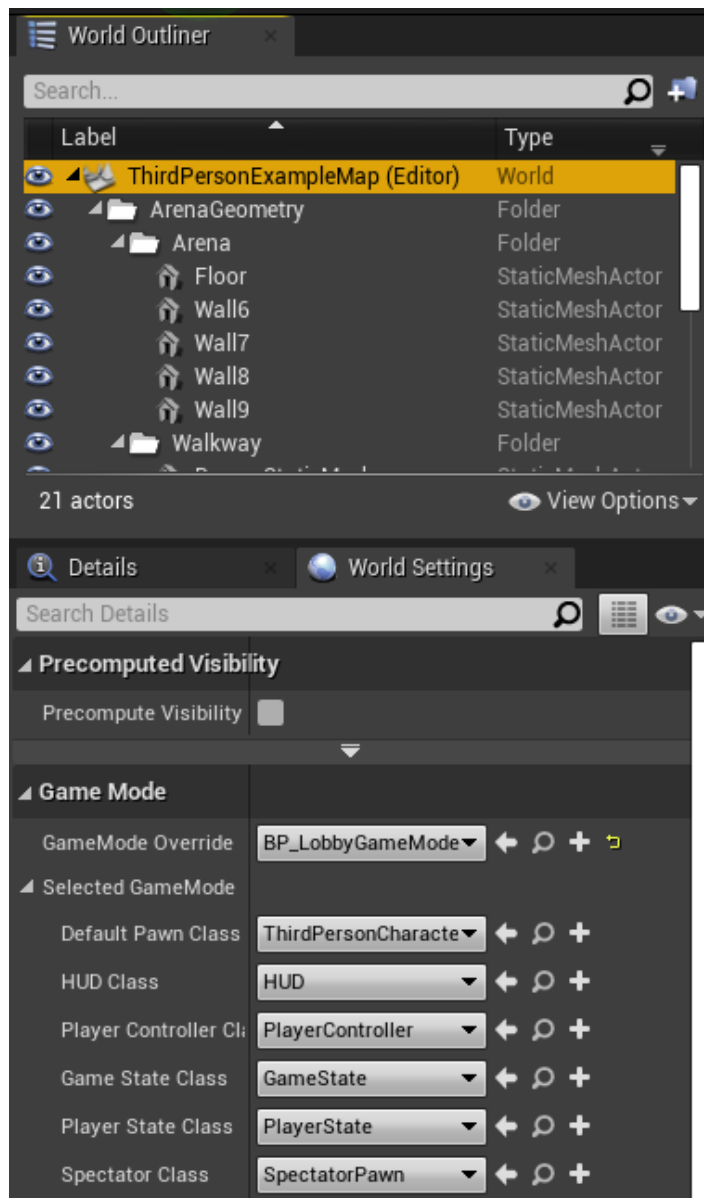 World Outliner
Search...
Label Type
ThirdPersonExampleMap (Editor) World
ArenaGeometry Folder
Arena Folder
Floor StaticMeshActor
Wall6 StaticMeshActor
Wall7 StaticMeshActor
Wall8 StaticMeshActor
Wall9 StaticMeshActor
Walkway Folder
21 actors View Options
Details World Settings
Search Details
Precomputed Visibility
Precompute Visibility
Game Mode
GameMode Override BP_LobbyGameMode
Selected GameMode
Default Pawn Class ThirdPersonCharacte
HUD Class HUD
Player Controller Cla PlayerController
Game State Class GameState
Player State Class PlayerState
Spectator Class SpectatorPawn